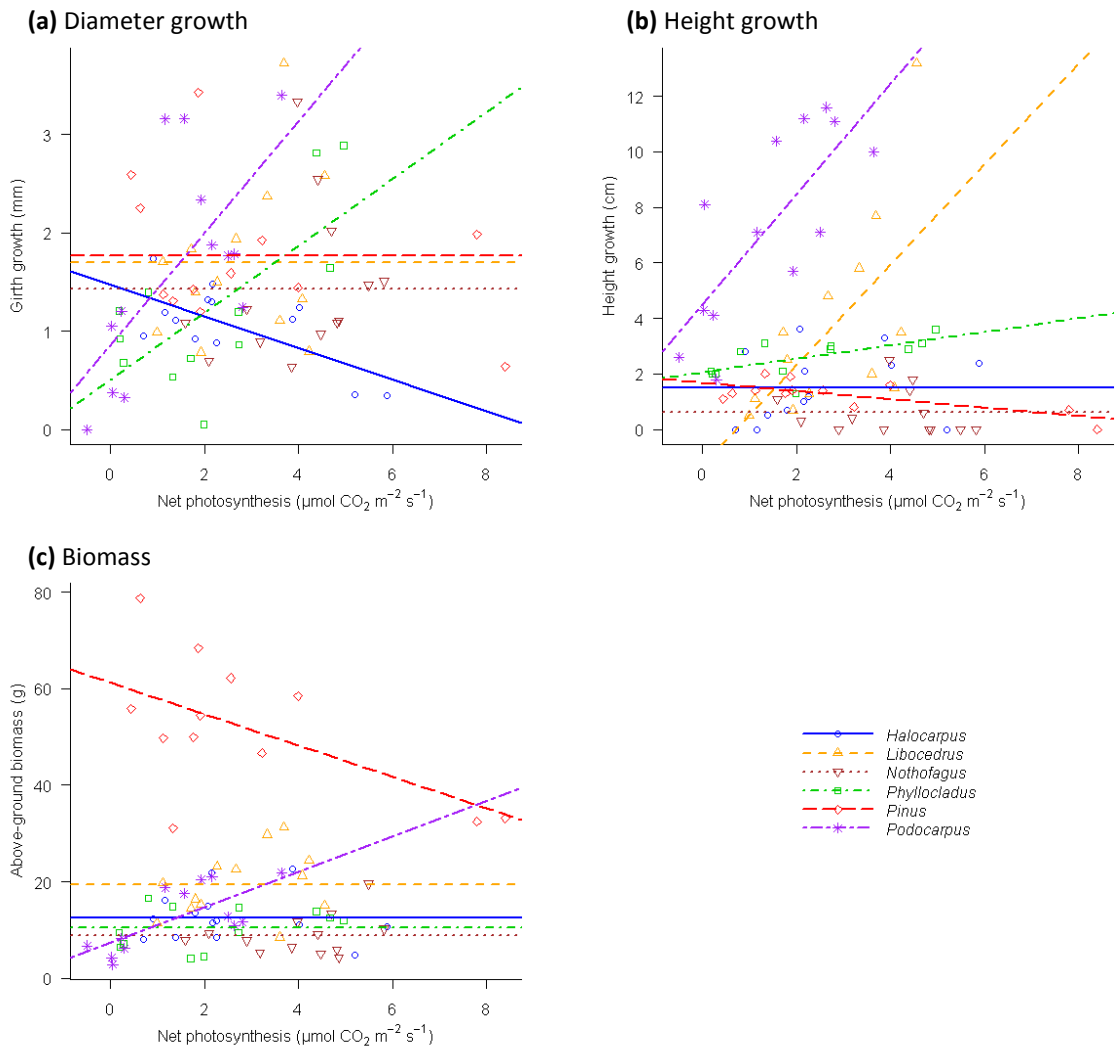 (a) Diameter growth
Girth growth (mm)
3
2
1
0
0 2 4 6 8
Net photosynthesis (μmol CO₂ m⁻² s⁻¹)
(b) Height growth
Height growth (cm)
12
10
8
6
4
2
0
0 2 4 6 8
Net photosynthesis (μmol CO₂ m⁻² s⁻¹)
(c) Biomass
Above-ground biomass (g)
80
60
40
20
0
0 2 4 6 8
Net photosynthesis (μmol CO₂ m⁻² s⁻¹)
Halocarpus
Libocedrus
Nothofagus
Phyllocladus
Pinus
Podocarpus